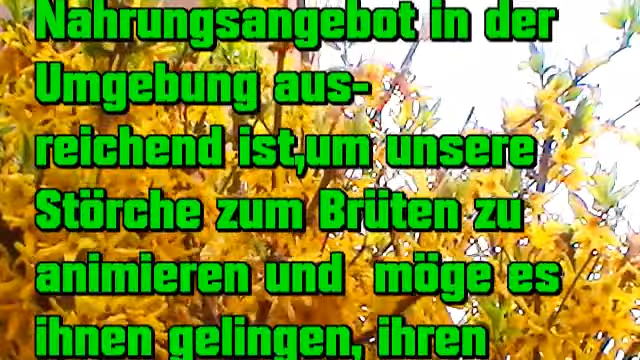 Nahrungsangebot in der
Umgebung aus-
reichend ist,um unsere
Störche zum Brüten zu
animieren und  möge es
ihnen gelingen, ihren